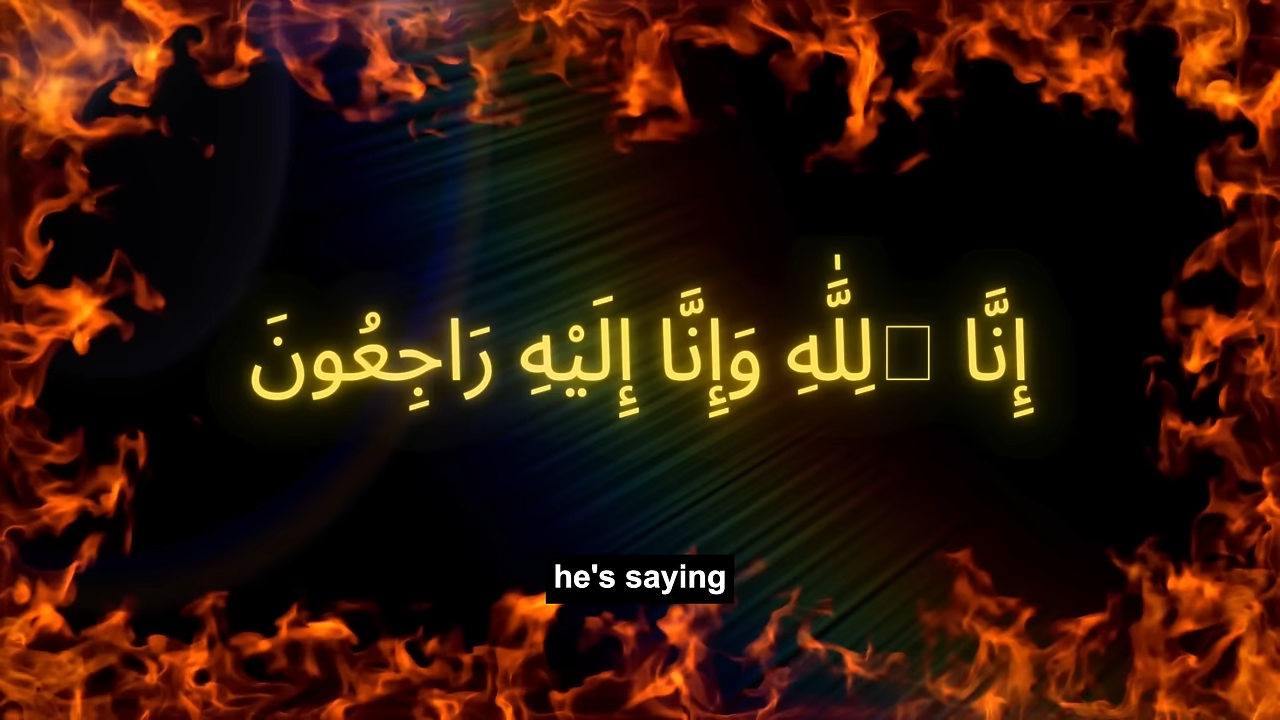 إِنَّا □لِلَّٰهِ وَإِنَّا إِلَيْهِ رَاجِعُونَ
he's saying